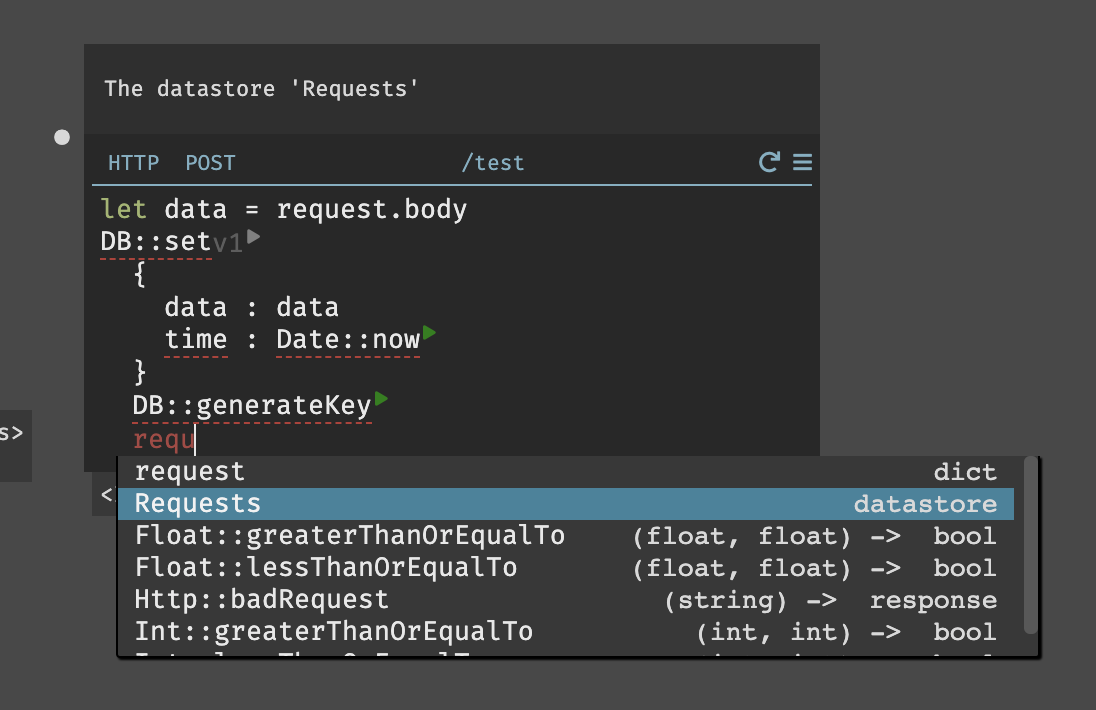 The datastore 'Requests'
HTTP POST /test
let data = request.body
DB::setv1
{
data : data
time : Date::now
}
DB::generateKey
requ
s>
<
request dict
Requests datastore
Float::greaterThanOrEqualTo (float, float) -> bool
Float::lessThanOrEqualTo (float, float) -> bool
Http::badRequest (string) -> response
Int::greaterThanOrEqualTo (int, int) -> bool